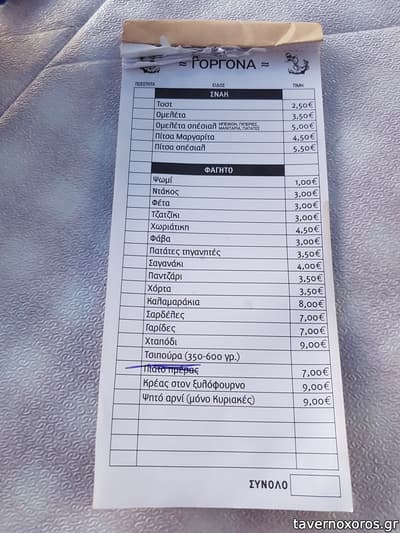 ≈ ΓΟΡΓΟΝΑ ≈
ΠΟΣΟΤΗΤΑ ΕΙΔΟΣ ΤΙΜΗ
ΣΝΑΚ
Τοστ 2,50€
Ομελέτα 3,50€
Ομελέτα σπέσιαλ ΜΠΕΙΚΟΝ, ΠΙΠΕΡΙΕΣ, ΜΑΝΙΤΑΡΙΑ, ΠΑΤΑΤΕΣ 5,00€
Πίτσα Μαργαρίτα 4,50€
Πίτσα σπέσιαλ 5,50€
ΦΑΓΗΤΟ
Ψωμί 1,00€
Ντάκος 3,00€
Φέτα 3,00€
Τζατζίκι 3,00€
Χωριάτικη 4,50€
Φάβα 3,00€
Πατάτες τηγανητές 3,50€
Σαγανάκι 4,00€
Παντζάρι 3,50€
Χόρτα 3,50€
Καλαμαράκια 8,00€
Σαρδέλες 7,00€
Γαρίδες 7,00€
Χταπόδι 9,00€
Τσιπούρα (350-600 γρ.)
Πιάτο ημέρας 7,00€
Κρέας στον ξυλόφουρνο 9,00€
Ψητό αρνί (μόνο Κυριακές) 9,00€
ΣΥΝΟΛΟ
tavernoxoros.gr